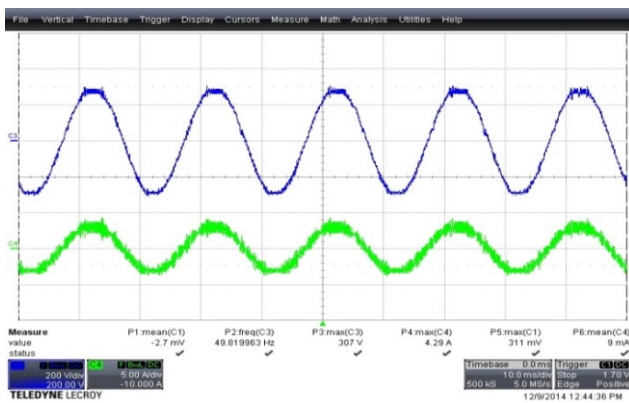 File Vertical Timebase Trigger Display Cursors Measure Math Analysis Utilities Help
C3
C4
Measure P1:mean(C1) P2:freq(C3) P3:max(C3) P4:max(C4) P5:max(C1) P6:mean(C4)
value -2.7 mV 49.819963 Hz 307 V 4.29 A 311 mV 9 mA
status
C4 Timebase 0.0 ms Trigger C1 DC
200 V/div 5.00 A/div 10.0 ms/div Stop 1.70 V
200.00 V -10.000 A 500 kS 5.0 MS/s Edge Positive
TELEDYNE LECROY 12/9/2014 12:44:36 PM